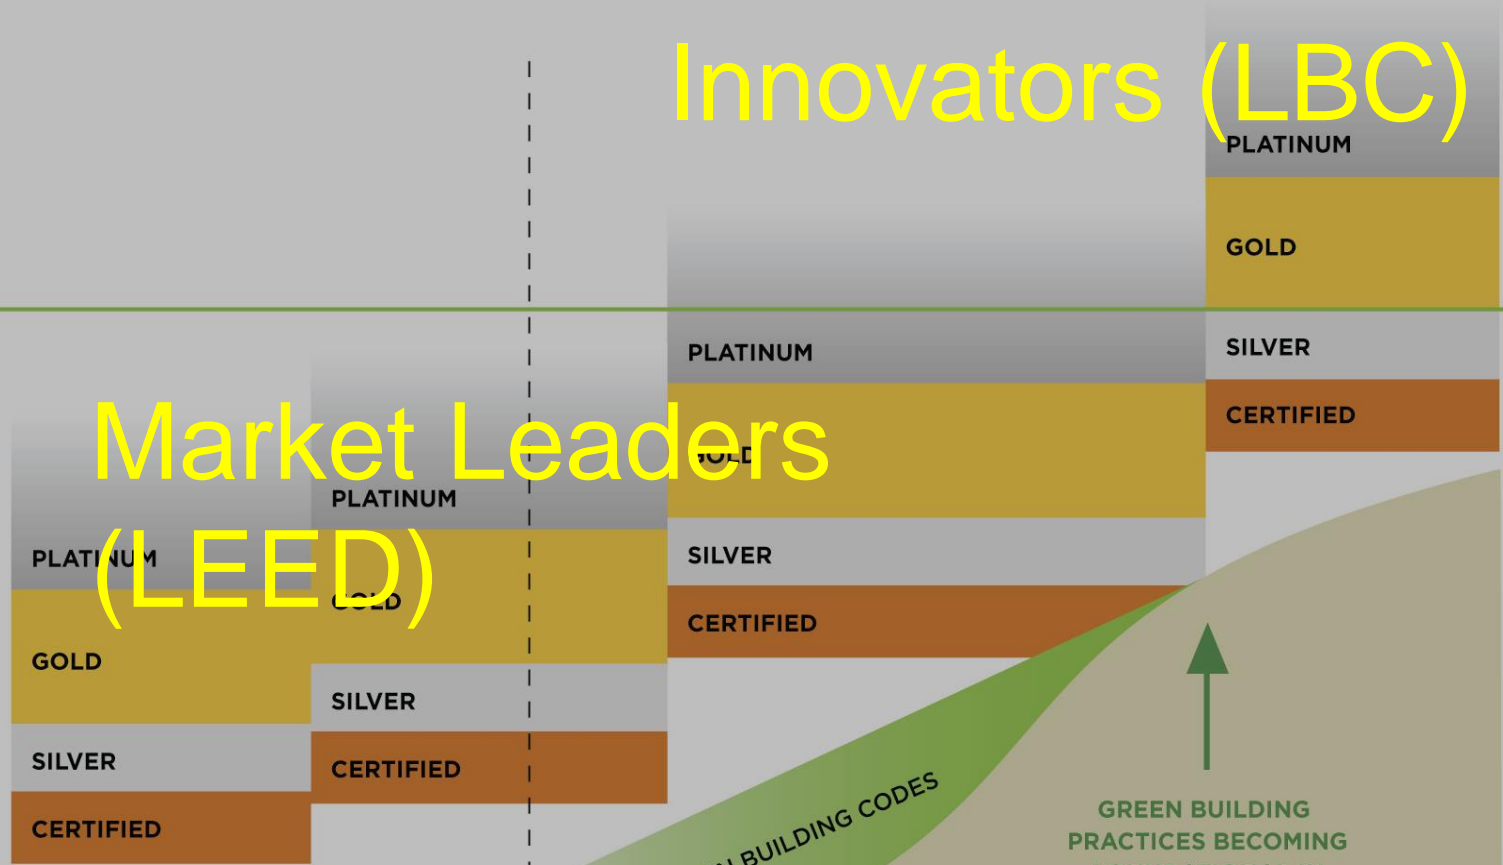 Innovators (LBC)
PLATINUM
GOLD
SILVER
CERTIFIED
PLATINUM
GOLD
SILVER
CERTIFIED
Market Leaders
(LEED)
PLATINUM
GOLD
SILVER
CERTIFIED
PLATINUM
GOLD
SILVER
CERTIFIED
BUILDING CODES
GREEN BUILDING
PRACTICES BECOMING